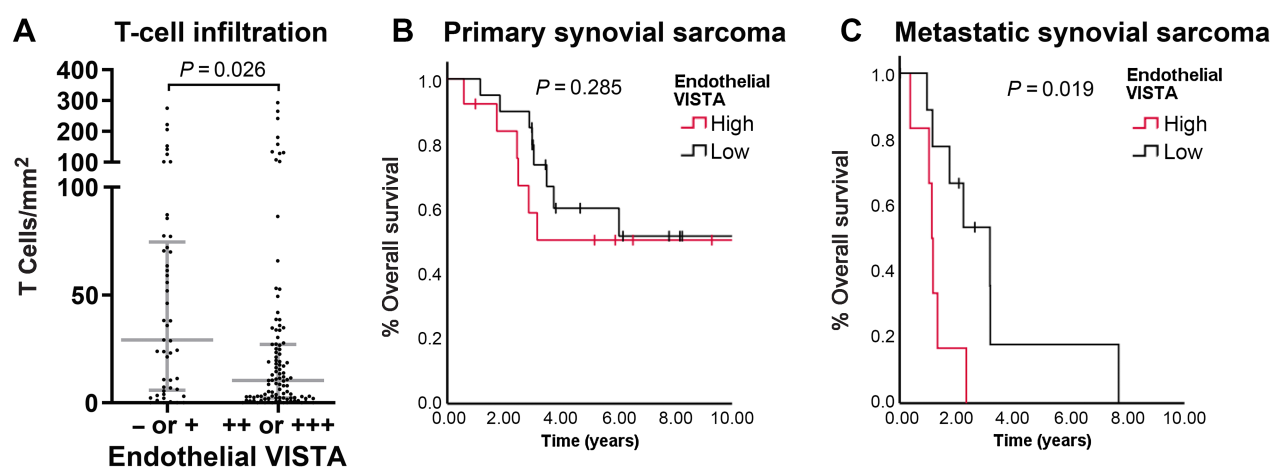 A
T-cell infiltration
P = 0.026
400
300
200
100
100
50
0
T Cells/mm²
– or +
++ or +++
Endothelial VISTA
B
Primary synovial sarcoma
P = 0.285
Endothelial
VISTA
High
Low
1.0
0.8
0.6
0.4
0.2
0.0
% Overall survival
0.00 2.00 4.00 6.00 8.00 10.00
Time (years)
C
Metastatic synovial sarcoma
P = 0.019
Endothelial
VISTA
High
Low
1.0
0.8
0.6
0.4
0.2
0.0
% Overall survival
0.00 2.00 4.00 6.00 8.00 10.00
Time (years)